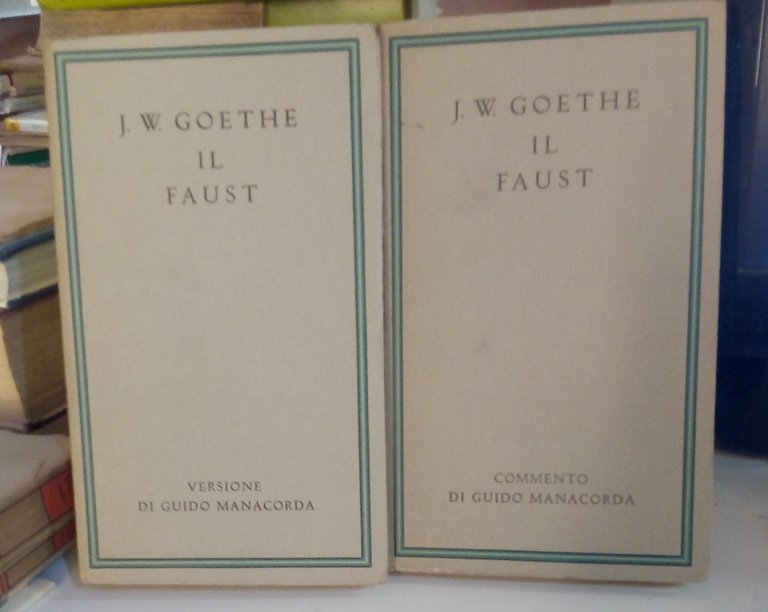 J. W. GOETHE
IL
FAUST
VERSIONE
DI GUIDO MANACORDA
J. W. GOETHE
IL
FAUST
COMMENTO
DI GUIDO MANACORDA